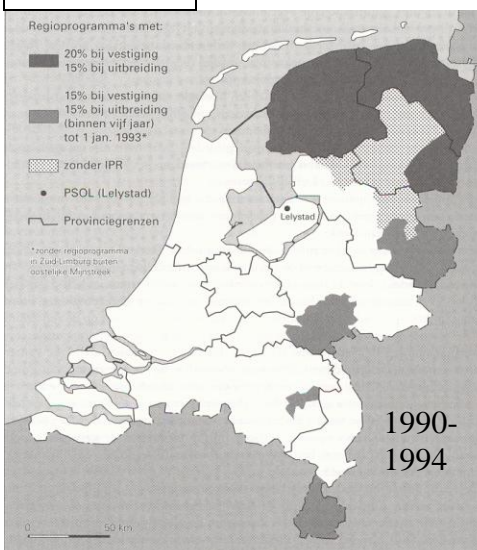 Regioprogramma's met:
20% bij vestiging
15% bij uitbreiding
15% bij vestiging
15% bij uitbreiding
(binnen vijf jaar)
tot 1 jan. 1993*
zonder IPR
PSOL (Lelystad)
Provinciegrenzen
*zonder regioprogramma
in Zuid-Limburg buiten
oostelijke Mijnstreek
Lelystad
1990-
1994
0 50 km